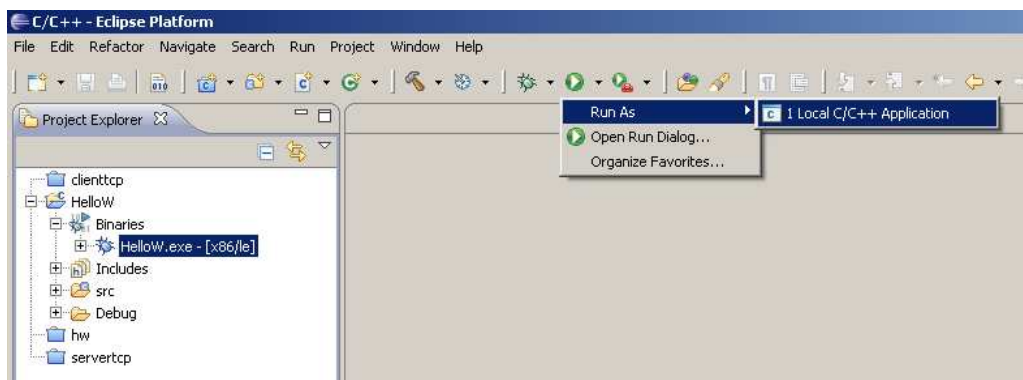 C/C++ - Eclipse Platform
File Edit Refactor Navigate Search Run Project Window Help
010
Project Explorer
Run As
1 Local C/C++ Application
Open Run Dialog...
Organize Favorites...
clienttcp
HelloW
Binaries
HelloW.exe - [x86/le]
Includes
src
Debug
hw
servertcp